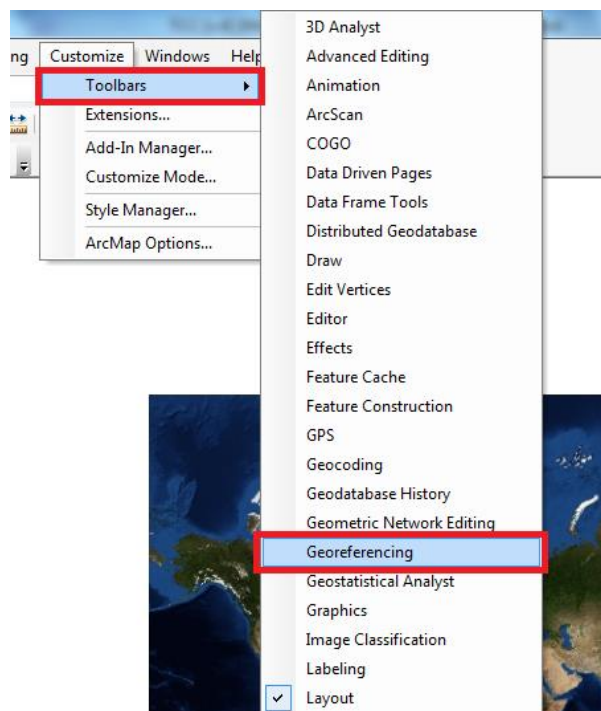 ng Customize Windows Help
Toolbars
Extensions...
Add-In Manager...
Customize Mode...
Style Manager...
ArcMap Options...
3D Analyst
Advanced Editing
Animation
ArcScan
COGO
Data Driven Pages
Data Frame Tools
Distributed Geodatabase
Draw
Edit Vertices
Editor
Effects
Feature Cache
Feature Construction
GPS
Geocoding
Geodatabase History
Geometric Network Editing
Georeferencing
Geostatistical Analyst
Graphics
Image Classification
Labeling
Layout